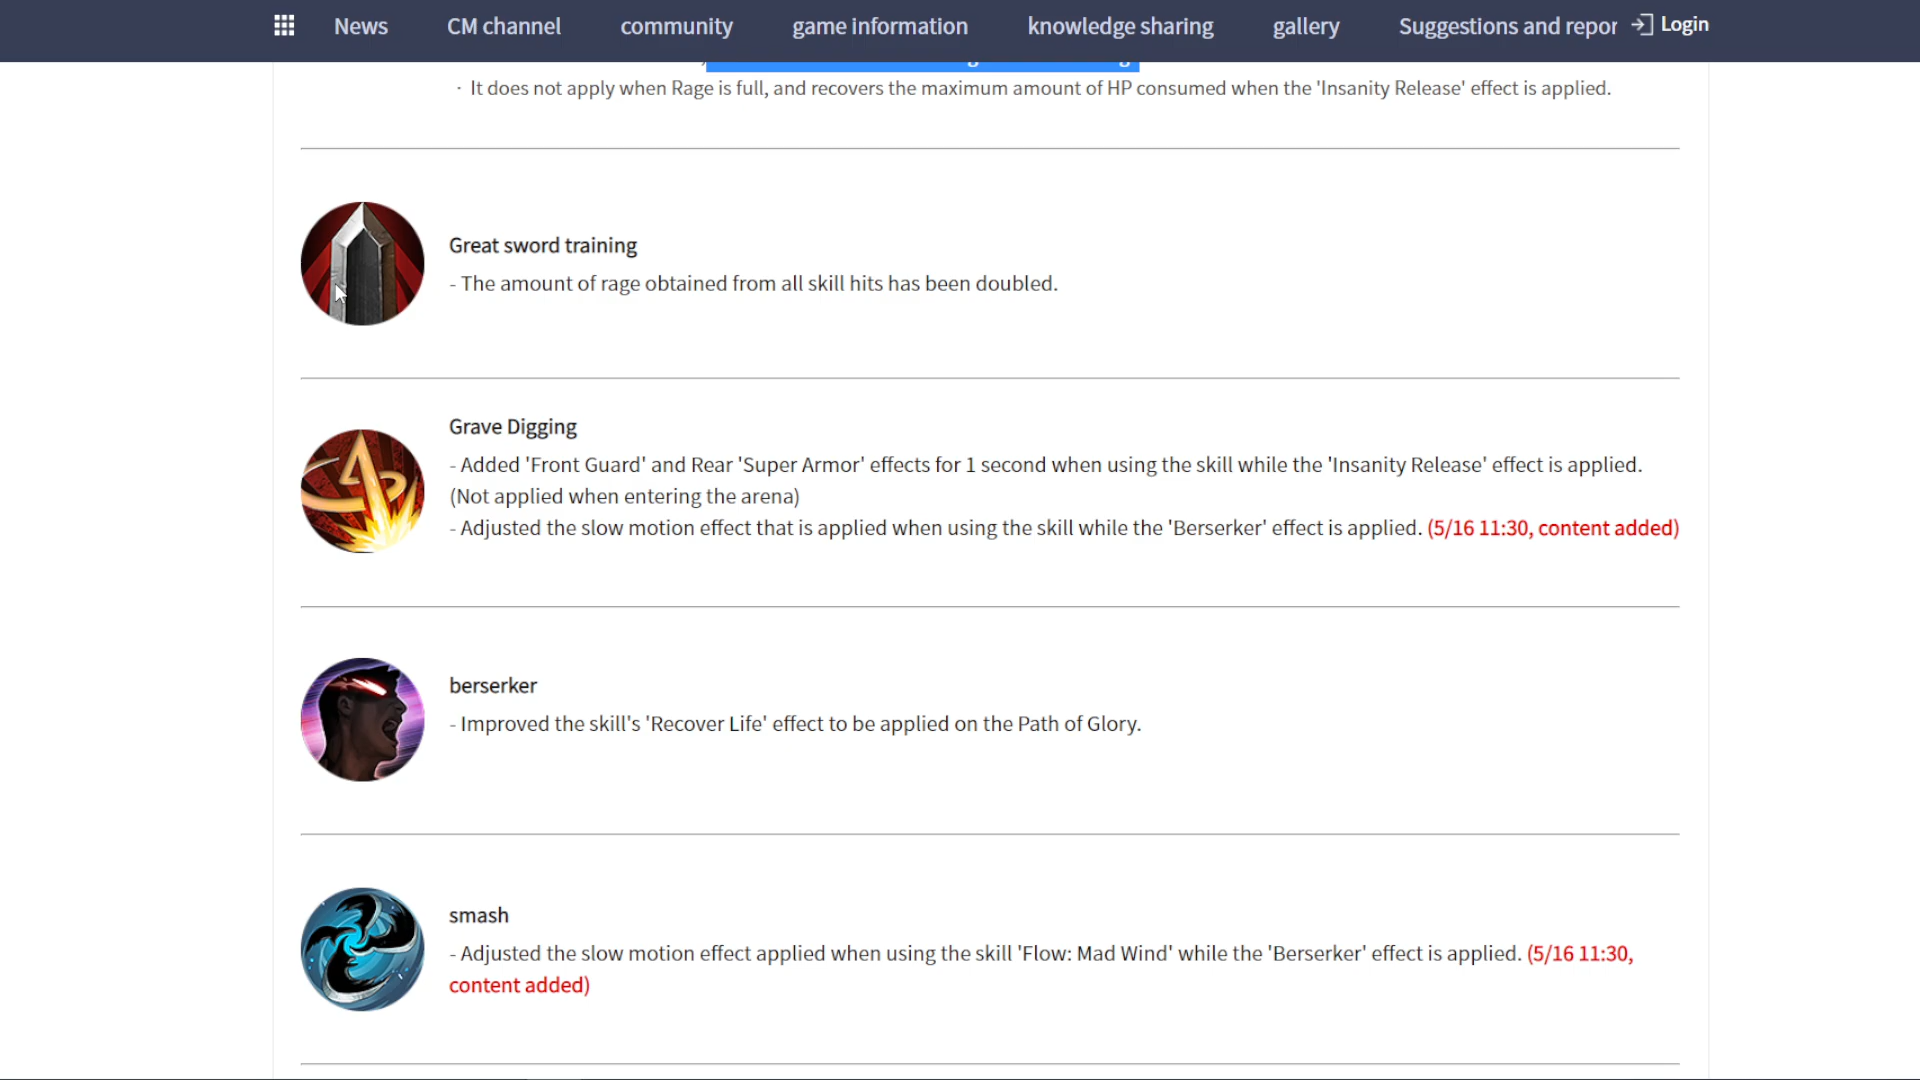 News CM channel community game information knowledge sharing gallery Suggestions and repor Login
· It does not apply when Rage is full, and recovers the maximum amount of HP consumed when the 'Insanity Release' effect is applied.
Great sword training
- The amount of rage obtained from all skill hits has been doubled.
Grave Digging
- Added 'Front Guard' and Rear 'Super Armor' effects for 1 second when using the skill while the 'Insanity Release' effect is applied.
(Not applied when entering the arena)
- Adjusted the slow motion effect that is applied when using the skill while the 'Berserker' effect is applied. (5/16 11:30, content added)
berserker
- Improved the skill's 'Recover Life' effect to be applied on the Path of Glory.
smash
- Adjusted the slow motion effect applied when using the skill 'Flow: Mad Wind' while the 'Berserker' effect is applied. (5/16 11:30,
content added)